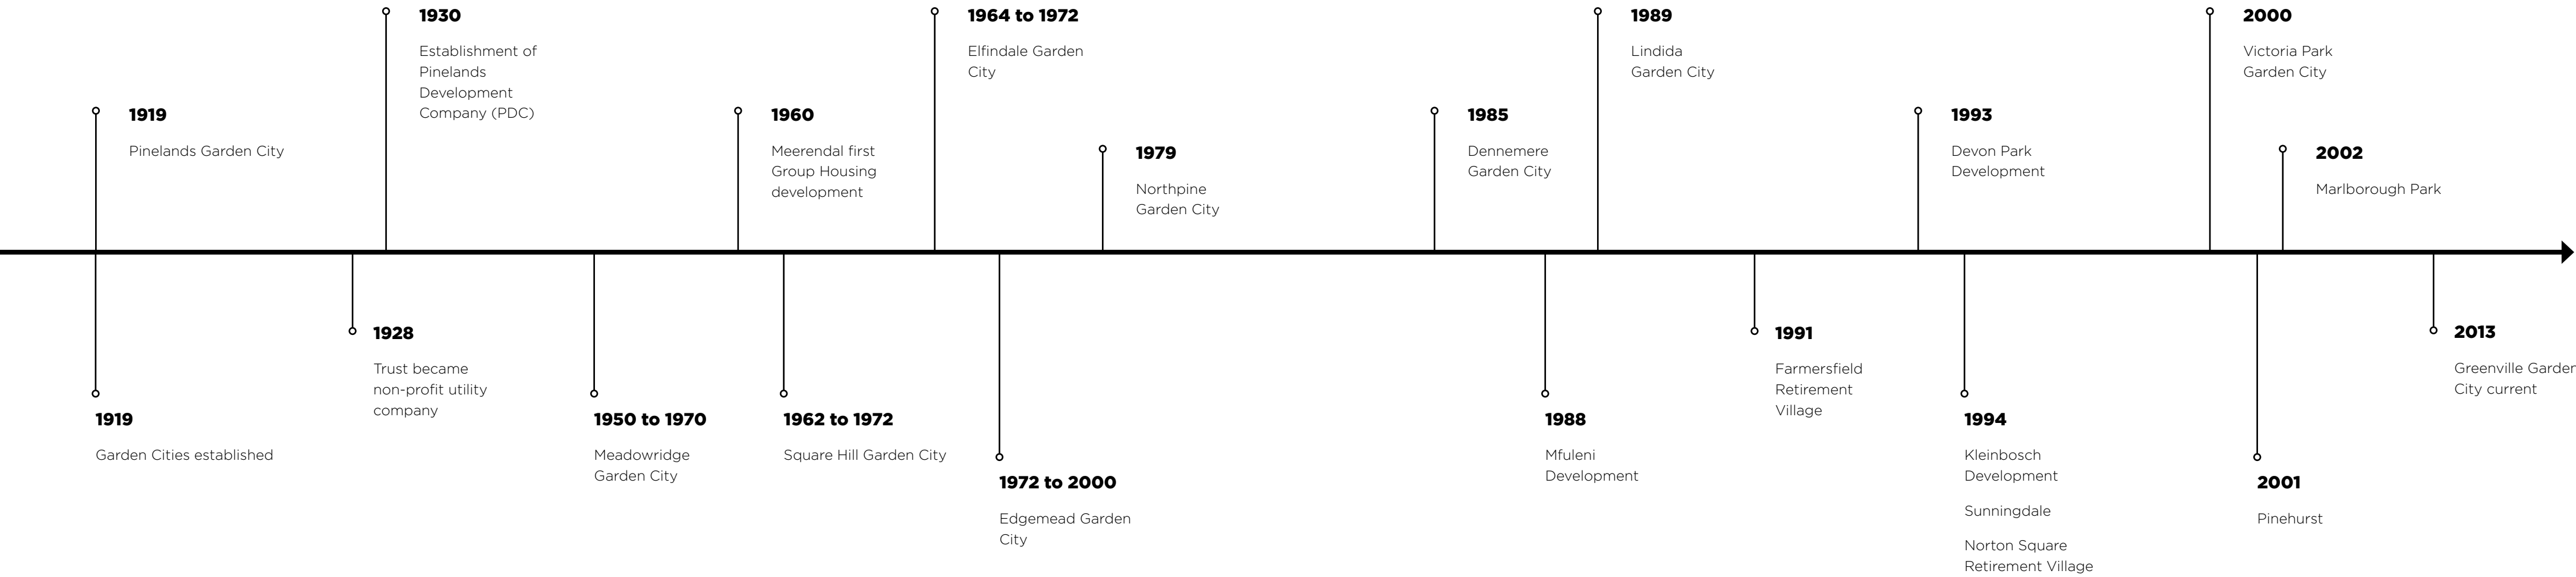 1919
Pinelands Garden City
1919
Garden Cities established
1928
Trust became
non-profit utility
company
1930
Establishment of
Pinelands
Development
Company (PDC)
1950 to 1970
Meadowridge
Garden City
1960
Meerendal first
Group Housing
development
1962 to 1972
Square Hill Garden City
1964 to 1972
Elfindale Garden
City
1972 to 2000
Edgemead Garden
City
1979
Northpine
Garden City
1985
Dennemere
Garden City
1988
Mfuleni
Development
1989
Lindida
Garden City
1991
Farmersfield
Retirement
Village
1993
Devon Park
Development
1994
Kleinbosch
Development
Sunningdale
Norton Square
Retirement Village
2000
Victoria Park
Garden City
2001
Pinehurst
2002
Marlborough Park
2013
Greenville Garden
City current